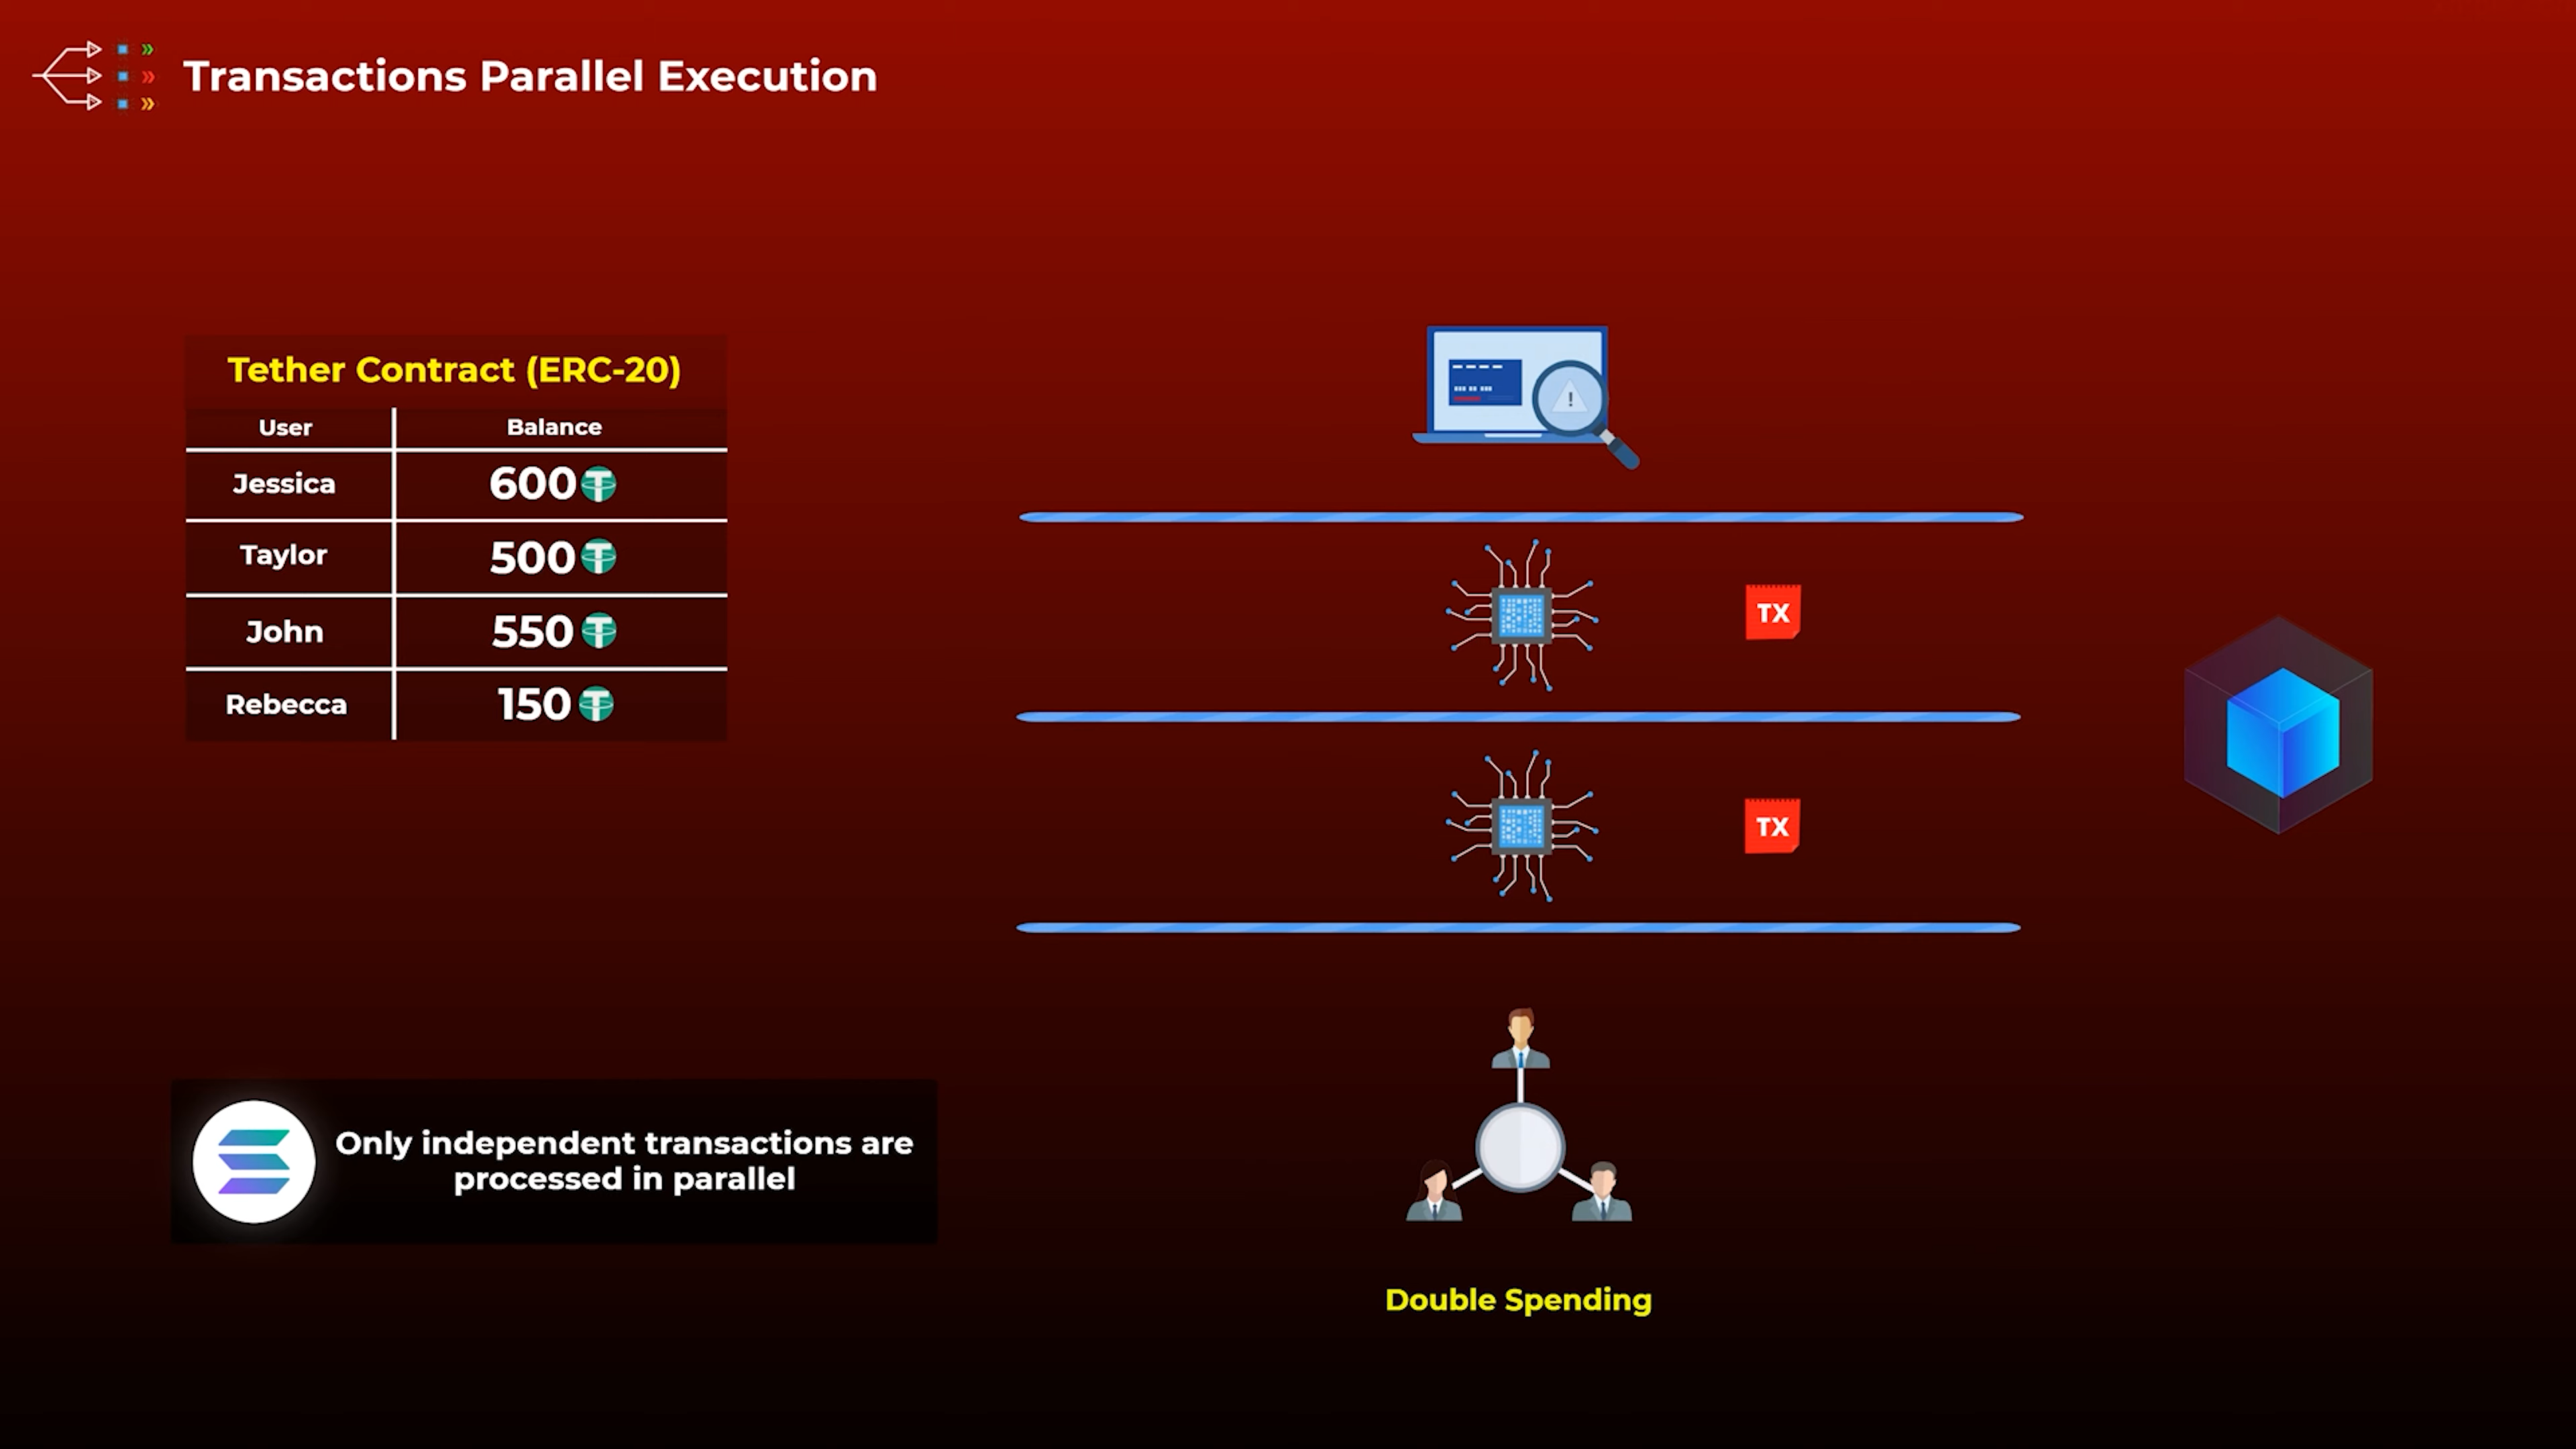 Transactions Parallel Execution
Tether Contract (ERC-20)
User Balance
Jessica 600
Taylor 500
John 550
Rebecca 150
TX
TX
Only independent transactions are
processed in parallel
Double Spending